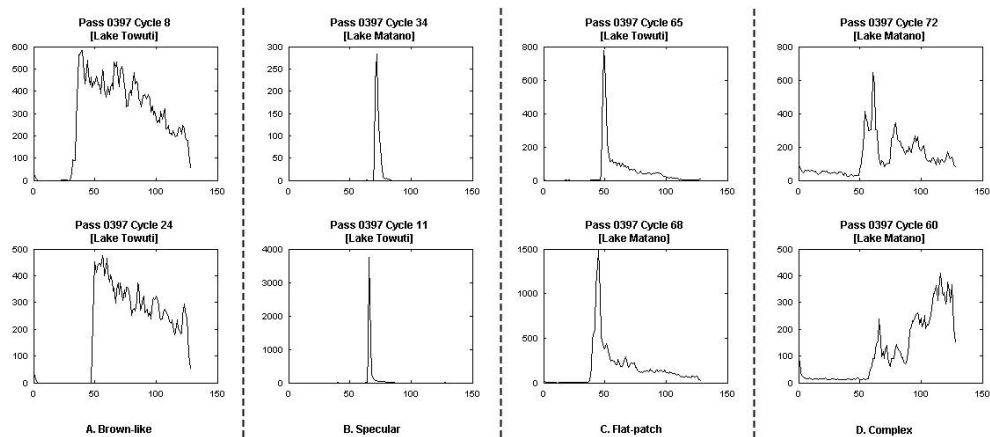 Pass 0397 Cycle 8
[Lake Towuti]
600
500
400
300
200
100
0
0 50 100 150
Pass 0397 Cycle 24
[Lake Towuti]
500
400
300
200
100
0
0 50 100 150
A. Brown-like
Pass 0397 Cycle 34
[Lake Matano]
300
250
200
150
100
50
0
0 50 100 150
Pass 0397 Cycle 11
[Lake Towuti]
4000
3000
2000
1000
0
0 50 100 150
B. Specular
Pass 0397 Cycle 65
[Lake Towuti]
800
600
400
200
0
0 50 100 150
Pass 0397 Cycle 68
[Lake Matano]
1500
1000
500
0
0 50 100 150
C. Flat-patch
Pass 0397 Cycle 72
[Lake Matano]
800
600
400
200
0
0 50 100 150
Pass 0397 Cycle 60
[Lake Matano]
500
400
300
200
100
0
0 50 100 150
D. Complex